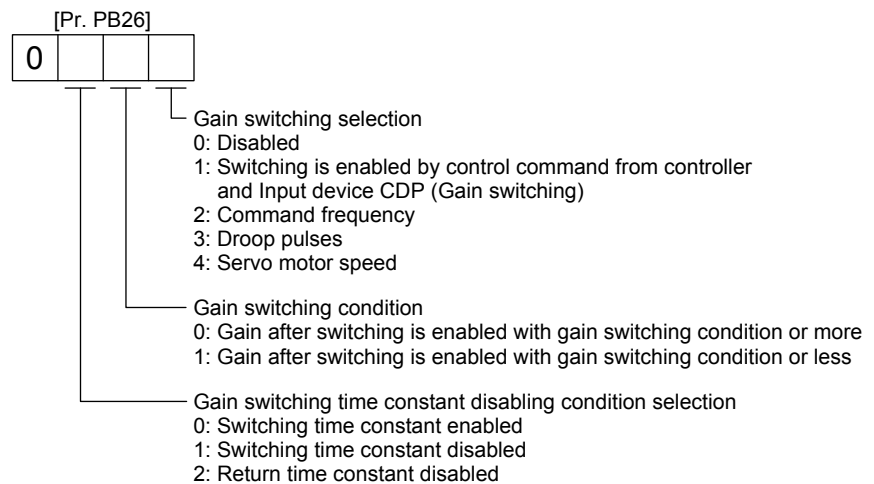 [Pr. PB26]
0
Gain switching selection
0: Disabled
1: Switching is enabled by control command from controller
and Input device CDP (Gain switching)
2: Command frequency
3: Droop pulses
4: Servo motor speed
Gain switching condition
0: Gain after switching is enabled with gain switching condition or more
1: Gain after switching is enabled with gain switching condition or less
Gain switching time constant disabling condition selection
0: Switching time constant enabled
1: Switching time constant disabled
2: Return time constant disabled